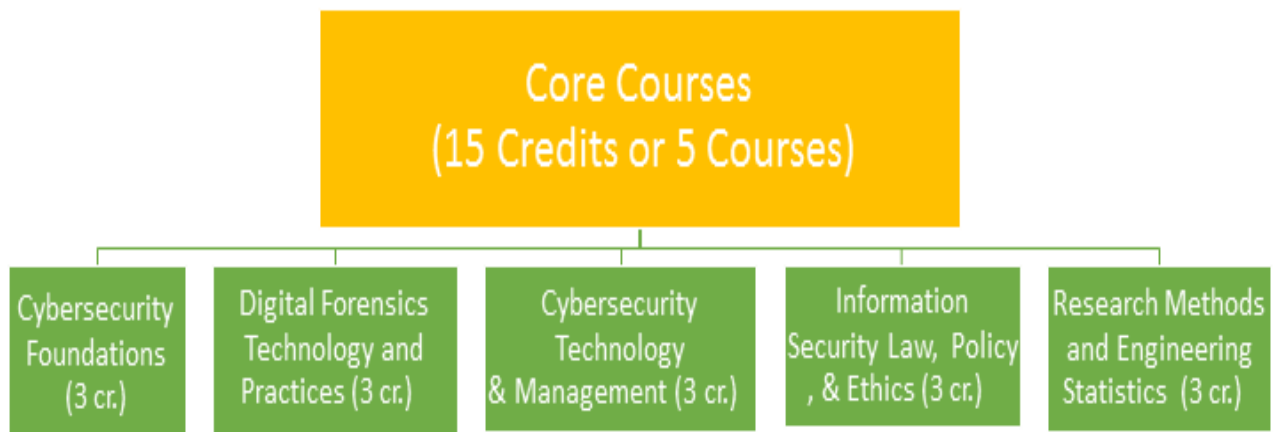 Core Courses
(15 Credits or 5 Courses)
Cybersecurity
Foundations
(3 cr.)
Digital Forensics
Technology and
Practices (3 cr.)
Cybersecurity
Technology
& Management (3 cr.)
Information
Security Law, Policy
, & Ethics (3 cr.)
Research Methods
and Engineering
Statistics (3 cr.)